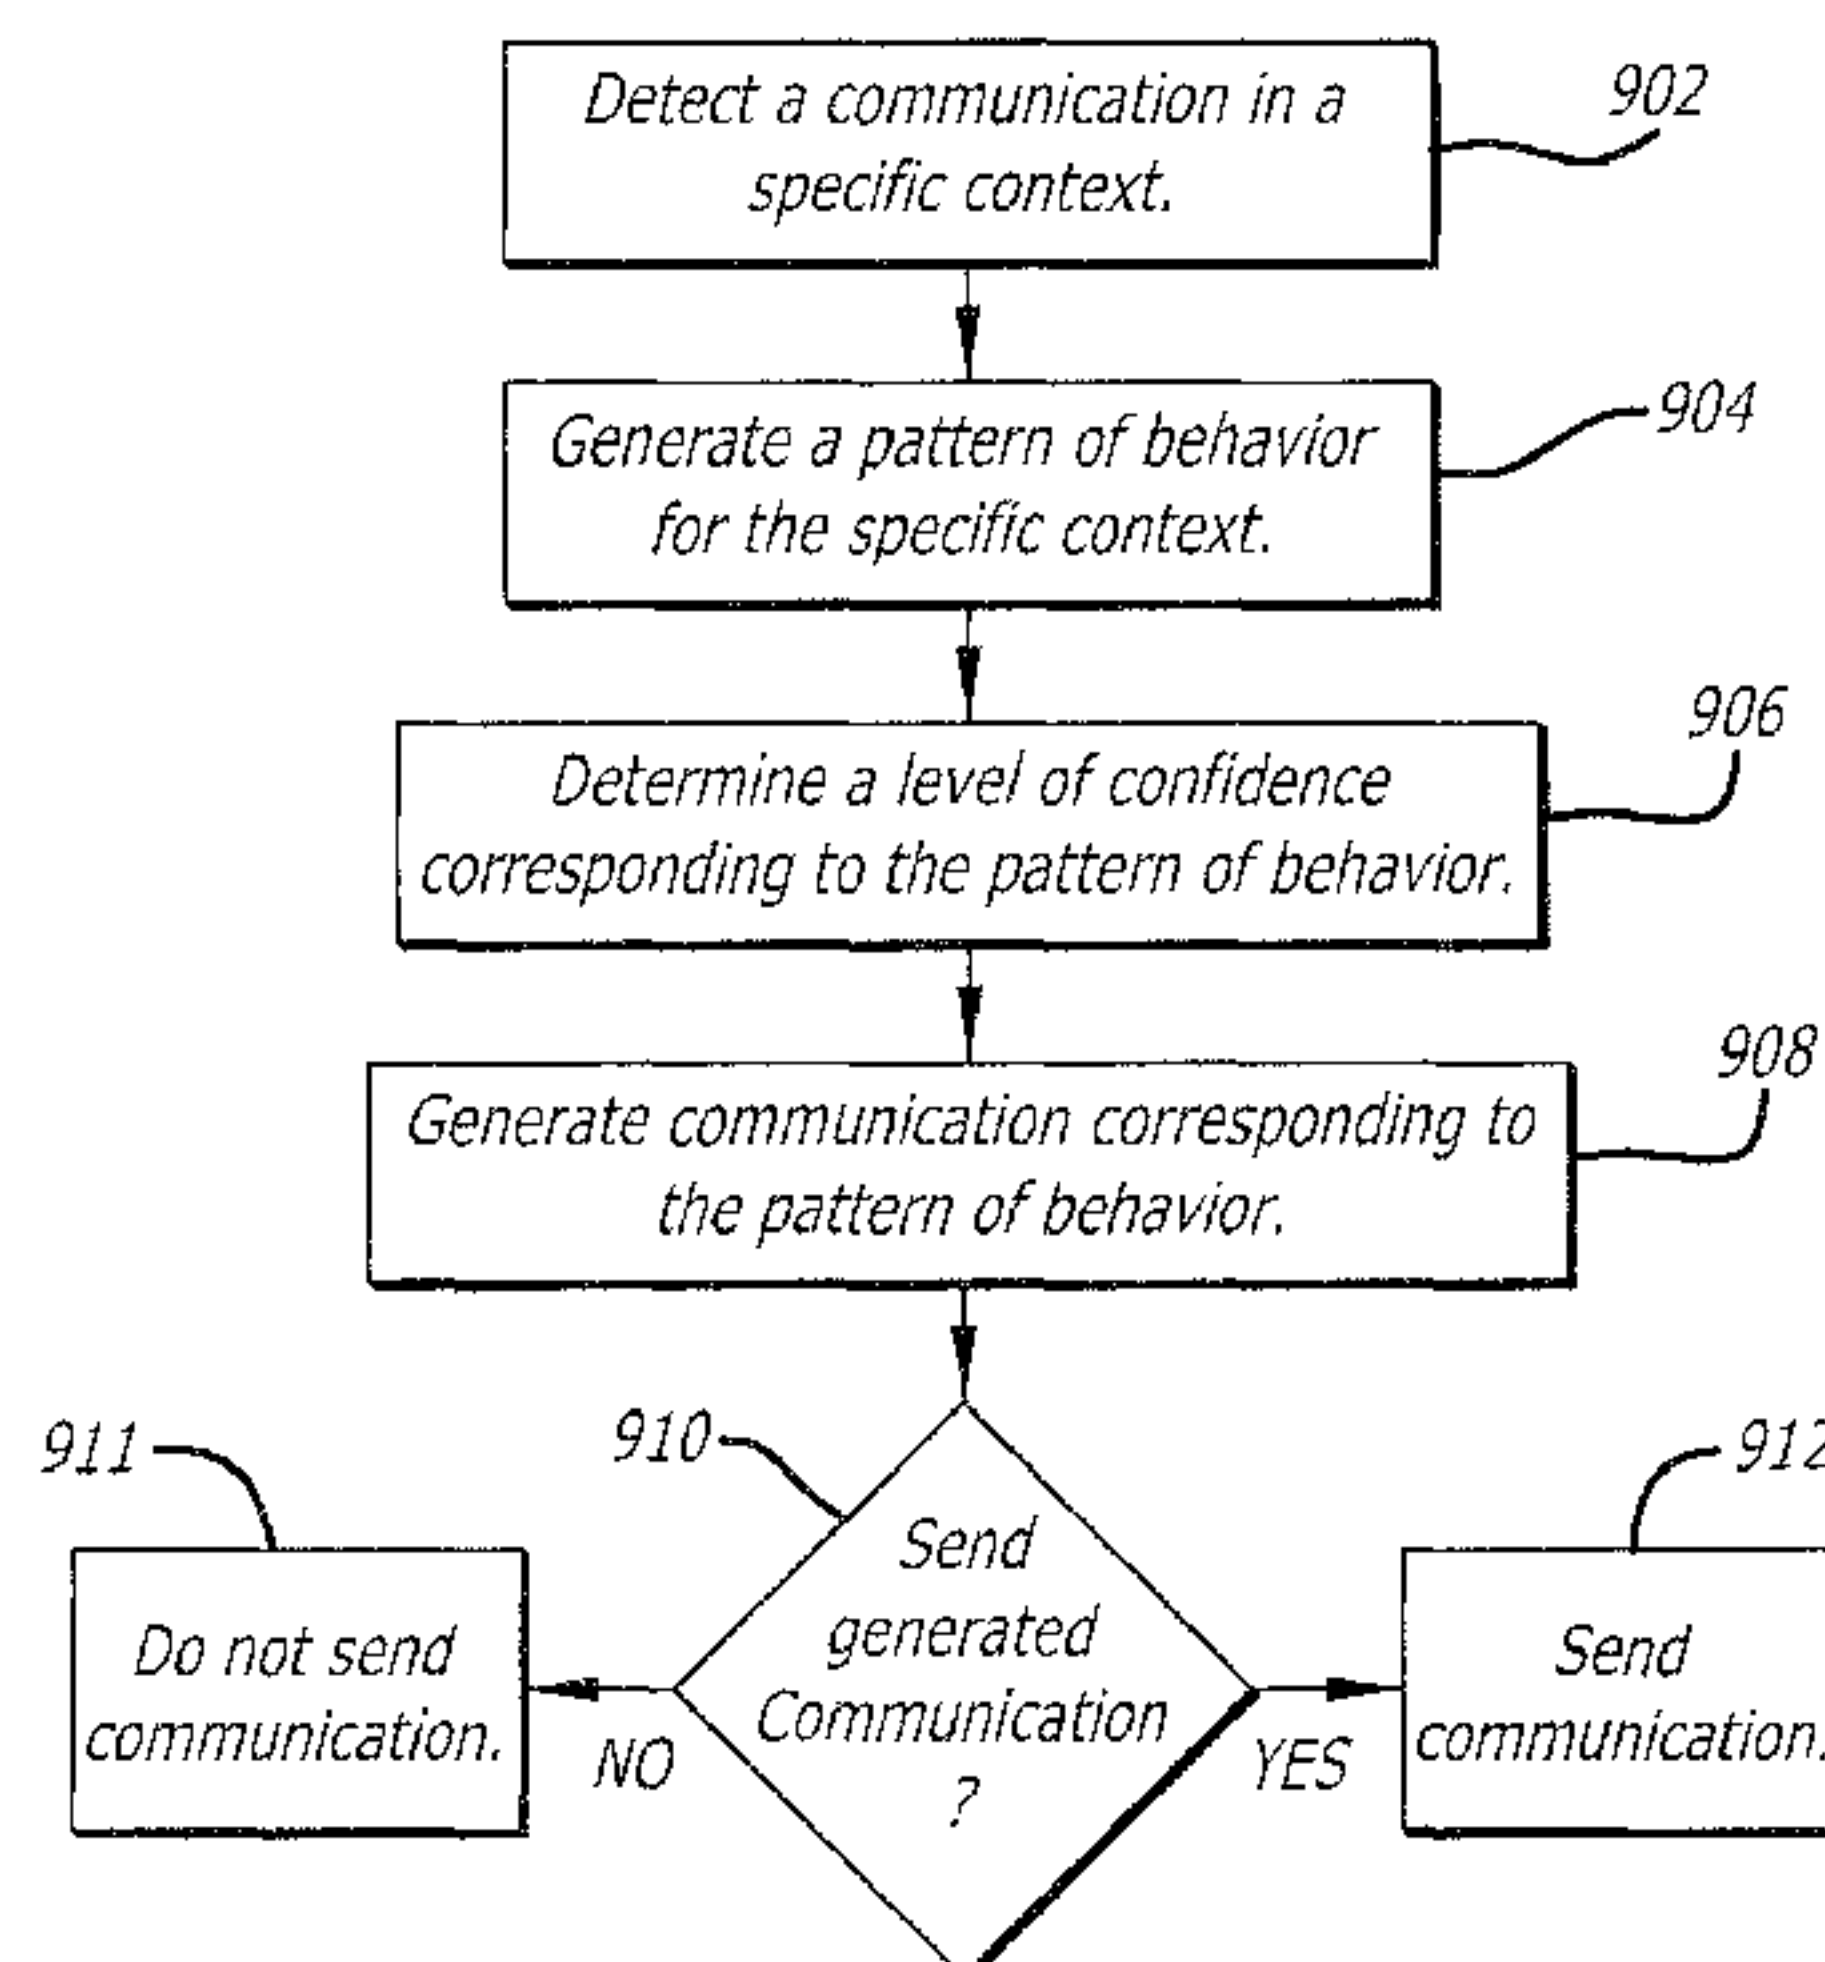 Detect a communication in a
specific context.
902
Generate a pattern of behavior
for the specific context.
904
Determine a level of confidence
corresponding to the pattern of behavior.
906
Generate communication corresponding to
the pattern of behavior.
908
911
910
912
Do not send
communication.
NO
Send
generated
Communication
?
YES
Send
communication.